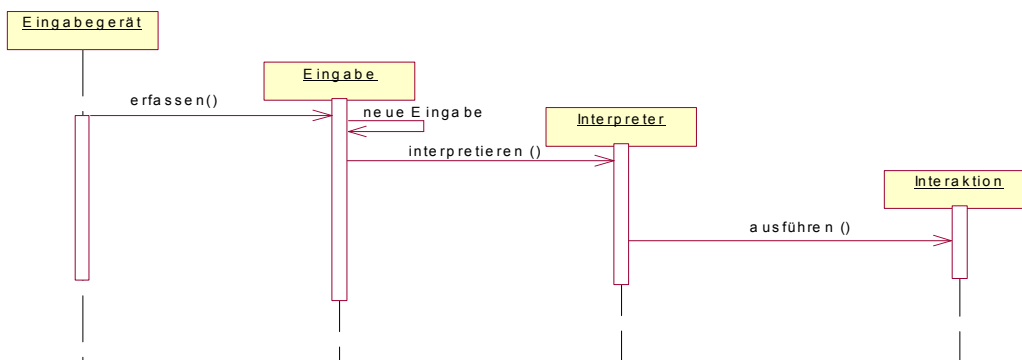 Eingabegerät
Eingabe
erfassen()
neue Eingabe
Interpreter
interpretieren ()
Interaktion
ausführen ()